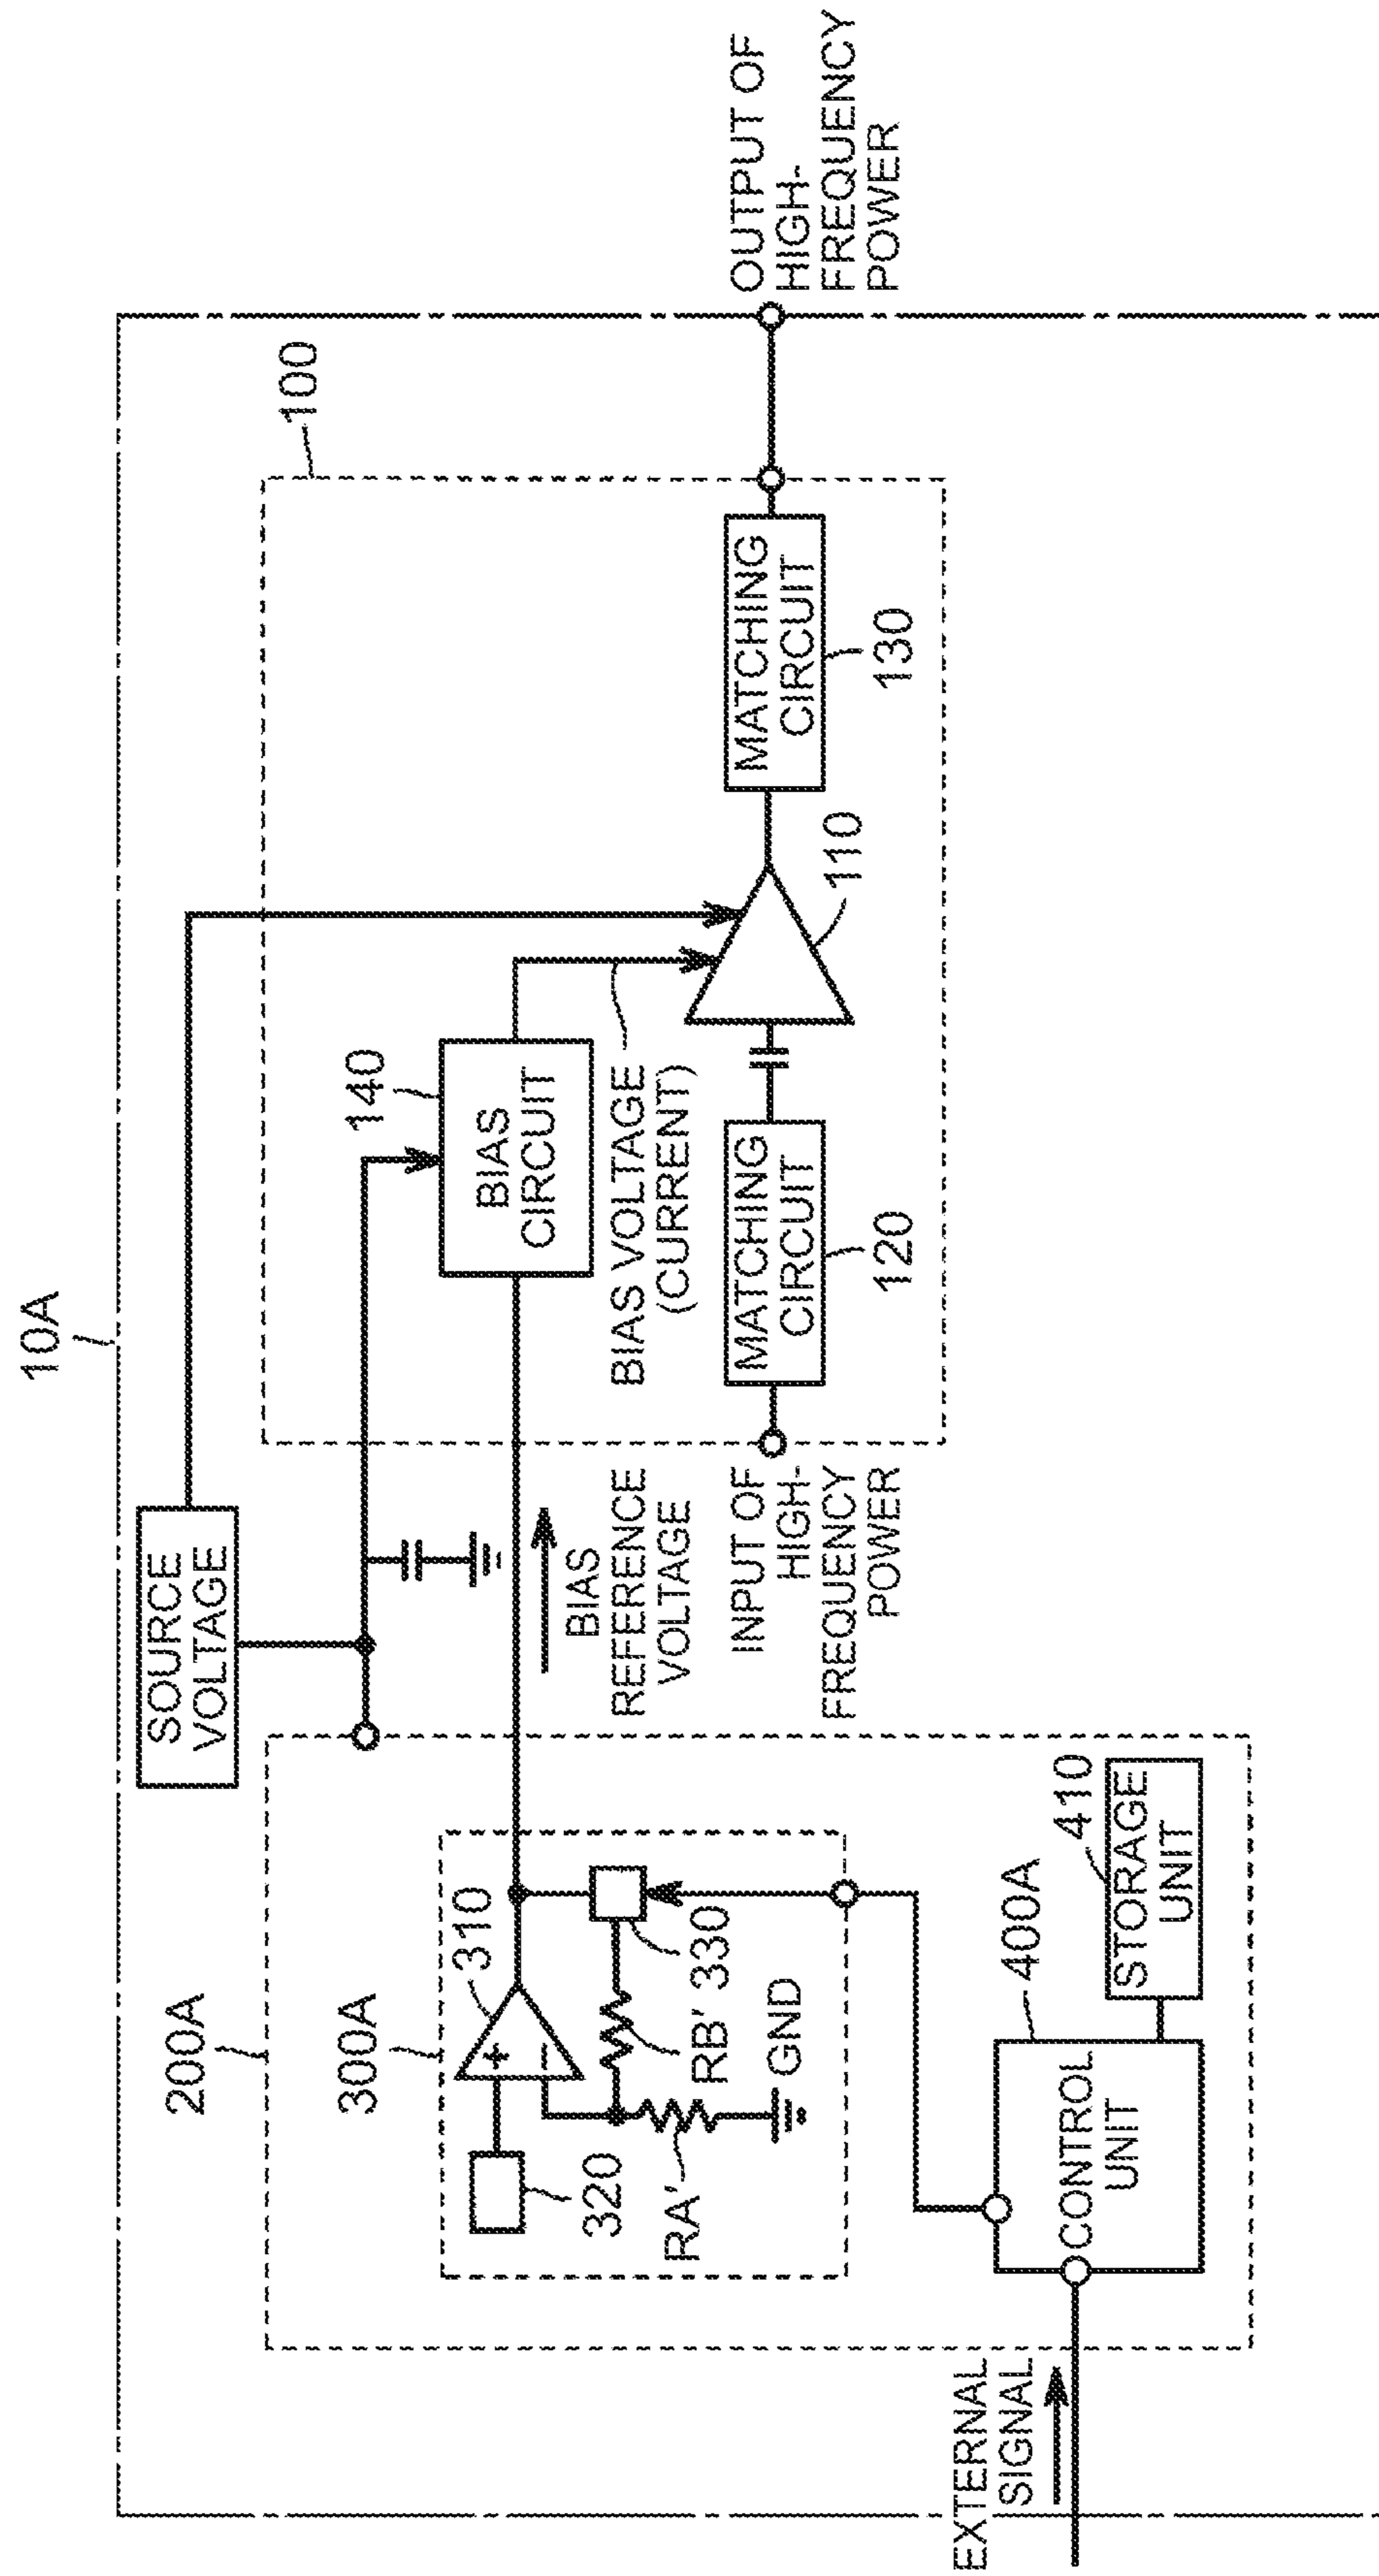 10A
SOURCE
VOLTAGE
200A
300A
310
320
330
RB'
RA'
GND
+
−
BIAS
REFERENCE
VOLTAGE
100
140
BIAS
CIRCUIT
BIAS VOLTAGE
(CURRENT)
INPUT OF
HIGH-
FREQUENCY
POWER
MATCHING
CIRCUIT
120
110
MATCHING
CIRCUIT
130
OUTPUT OF
HIGH-
FREQUENCY
POWER
EXTERNAL
SIGNAL
CONTROL
UNIT
400A
STORAGE
UNIT
410